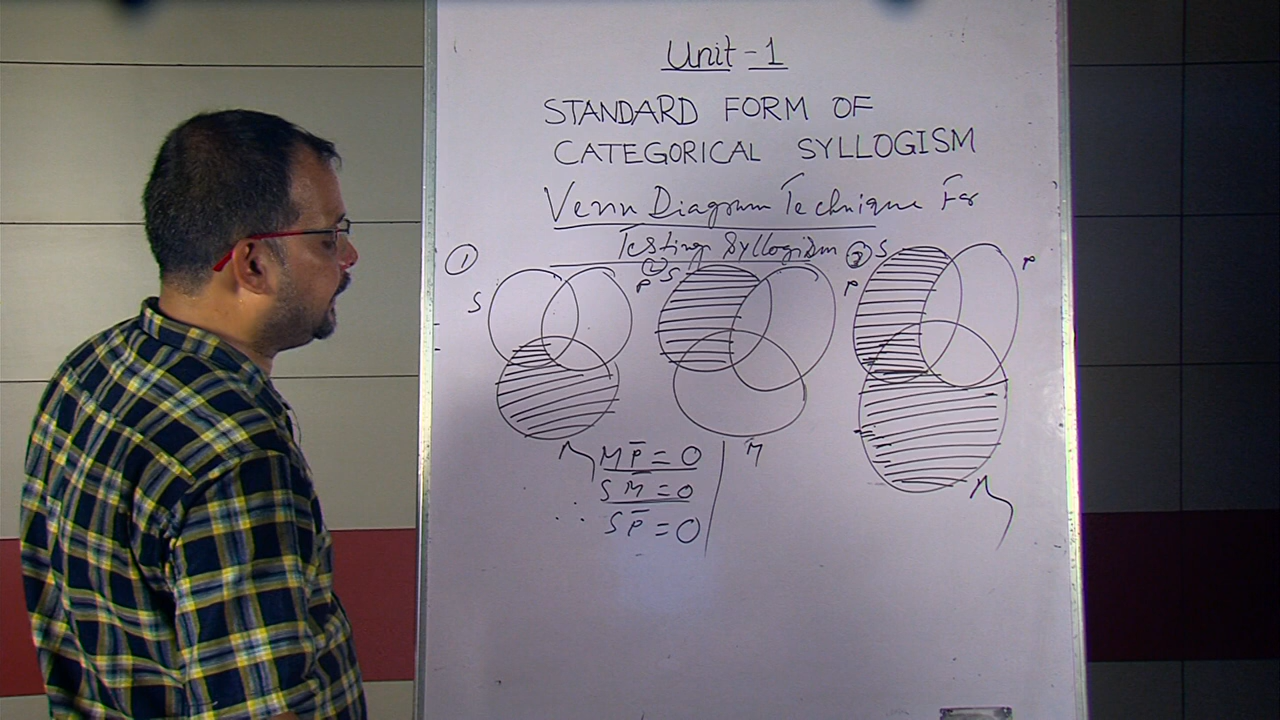 Unit-1
STANDARD FORM OF
CATEGORICAL SYLLOGISM
Venn Diagram Technique For
Testing Syllogism
① ② ③
S P S P S P
M M M
MP̅ = 0
SM̅ = 0
∴ SP̅ = 0